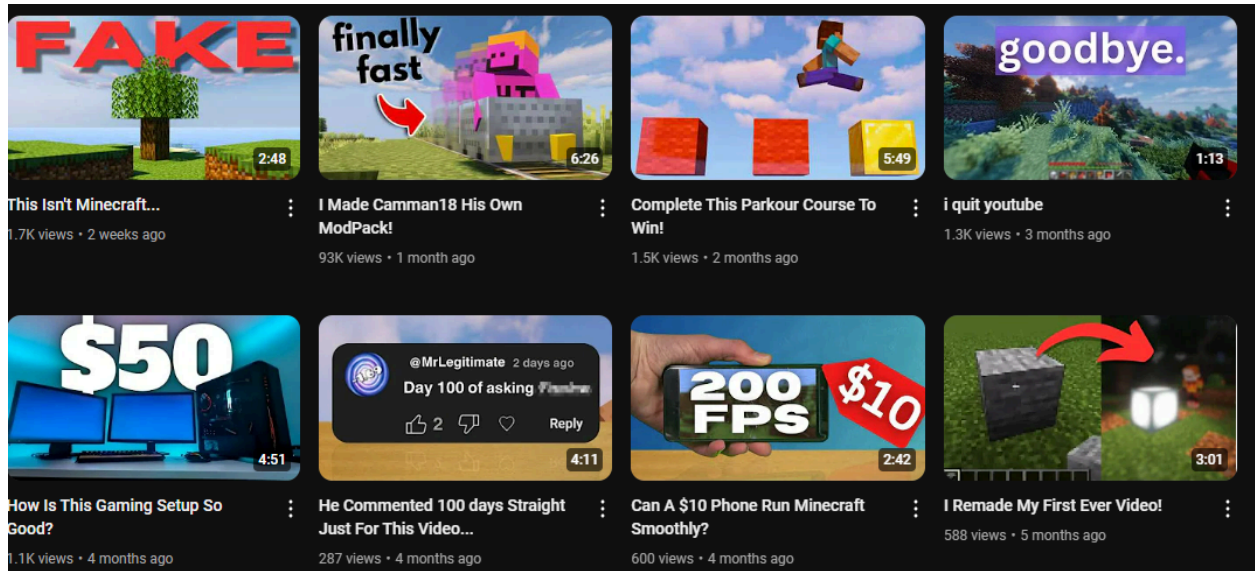 FAKE
2:48
This Isn't Minecraft...
1.7K views • 2 weeks ago
finally
fast
6:26
I Made Camman18 His Own
ModPack!
93K views • 1 month ago
5:49
Complete This Parkour Course To
Win!
1.5K views • 2 months ago
goodbye.
1:13
i quit youtube
1.3K views • 3 months ago
$50
4:51
How Is This Gaming Setup So
Good?
1.1K views • 4 months ago
@MrLegitimate 2 days ago
Day 100 of asking
2 Reply
4:11
He Commented 100 days Straight
Just For This Video...
287 views • 4 months ago
200
FPS
$10
2:42
Can A $10 Phone Run Minecraft
Smoothly?
600 views • 4 months ago
3:01
I Remade My First Ever Video!
588 views • 5 months ago